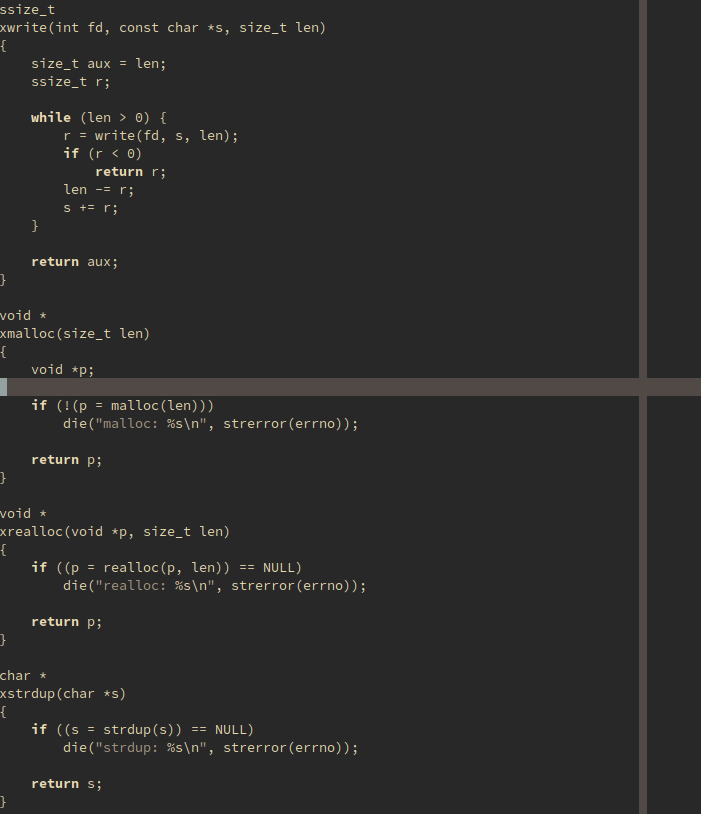 ssize_t
xwrite(int fd, const char *s, size_t len)
{
    size_t aux = len;
    ssize_t r;

    while (len > 0) {
        r = write(fd, s, len);
        if (r < 0)
            return r;
        len -= r;
        s += r;
    }

    return aux;
}

void *
xmalloc(size_t len)
{
    void *p;

    if (!(p = malloc(len)))
        die("malloc: %s\n", strerror(errno));

    return p;
}

void *
xrealloc(void *p, size_t len)
{
    if ((p = realloc(p, len)) == NULL)
        die("realloc: %s\n", strerror(errno));

    return p;
}

char *
xstrdup(char *s)
{
    if ((s = strdup(s)) == NULL)
        die("strdup: %s\n", strerror(errno));

    return s;
}